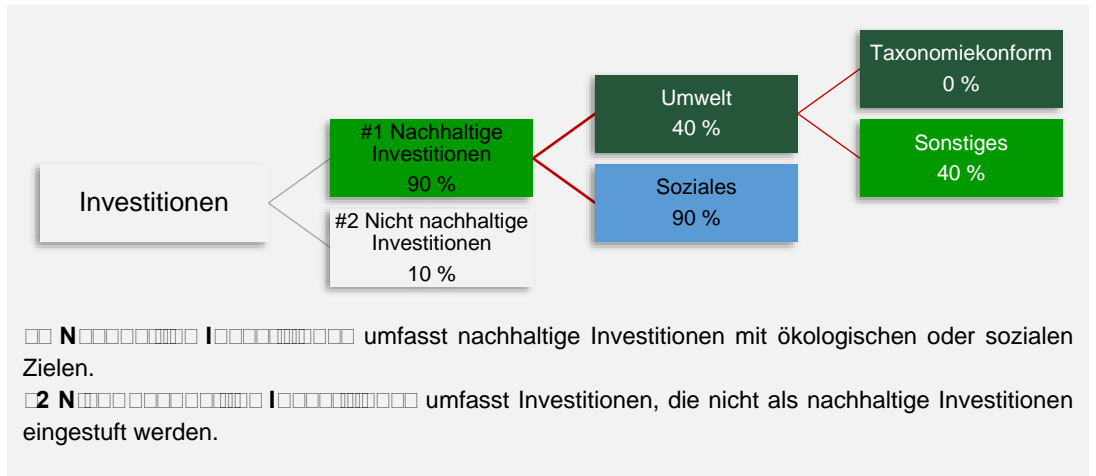 Investitionen
#1 Nachhaltige
Investitionen
90 %
#2 Nicht nachhaltige
Investitionen
10 %
Umwelt
40 %
Soziales
90 %
Taxonomiekonform
0 %
Sonstiges
40 %
umfasst nachhaltige Investitionen mit ökologischen oder sozialen
Zielen.
umfasst Investitionen, die nicht als nachhaltige Investitionen
eingestuft werden.